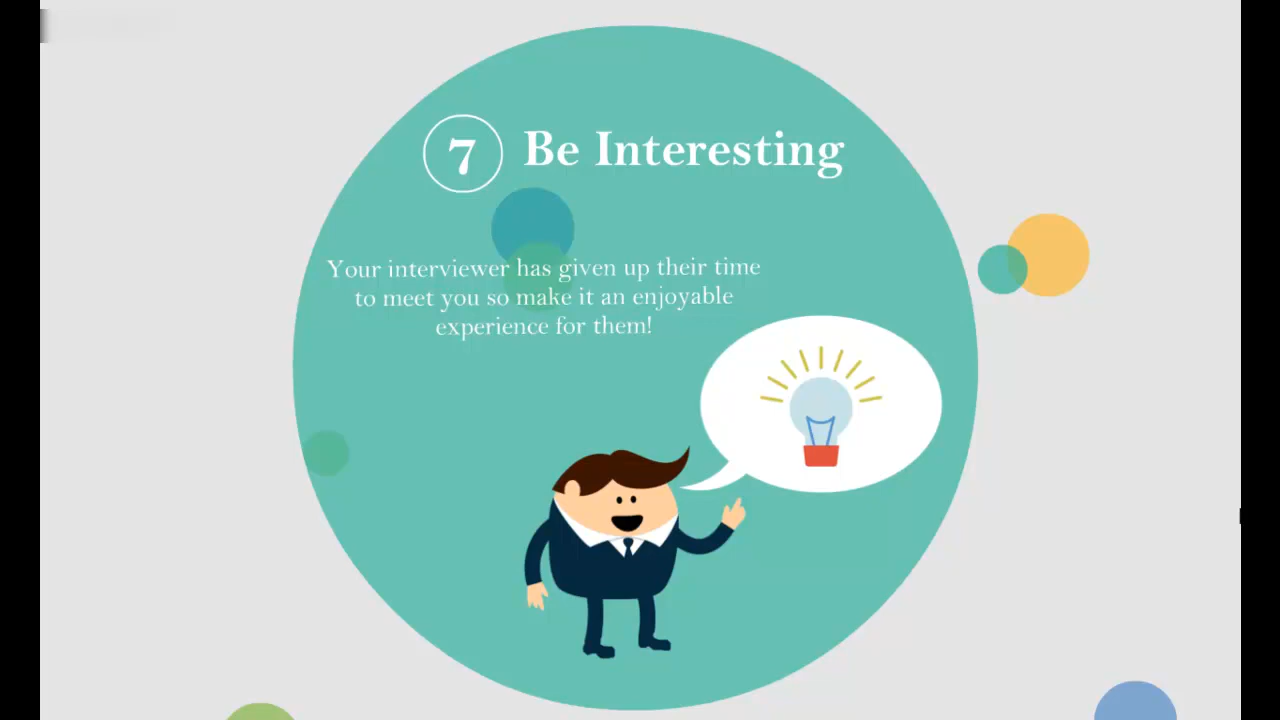 7 Be Interesting
Your interviewer has given up their time
to meet you so make it an enjoyable
experience for them!